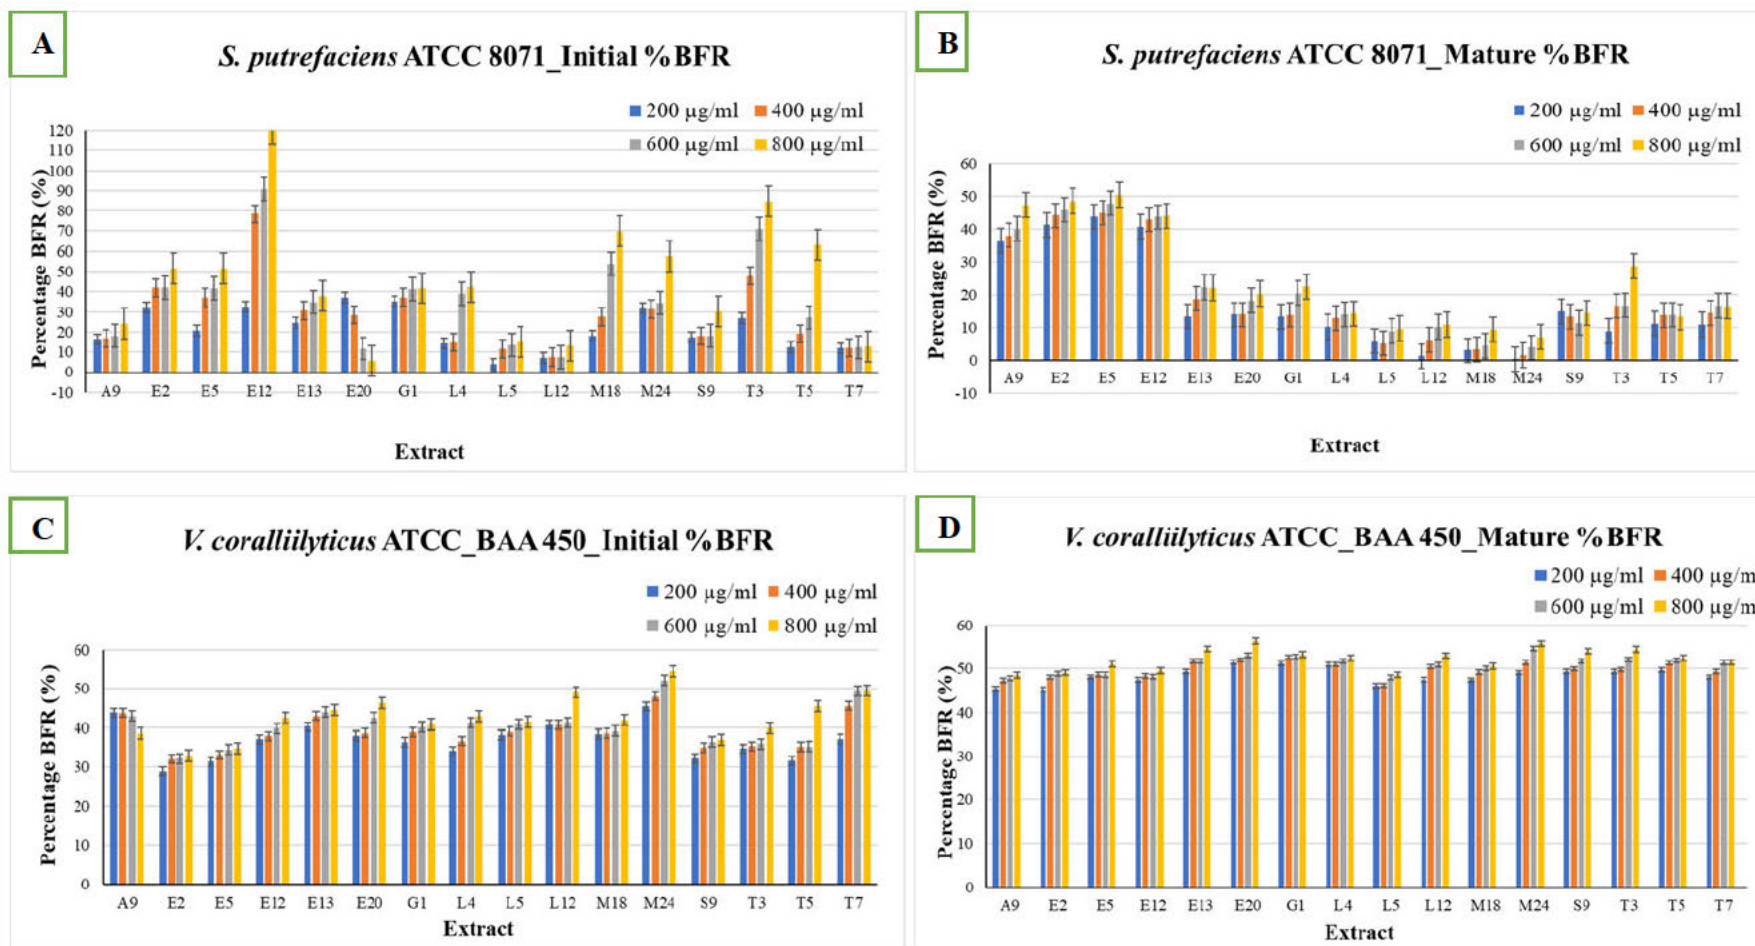 A
S. putrefaciens ATCC 8071_Initial %BFR
200 µg/ml 400 µg/ml
600 µg/ml 800 µg/ml
Percentage BFR (%)
120
110
100
90
80
70
60
50
40
30
20
10
0
-10
A9 E2 E5 E12 E13 E20 G1 L4 L5 L12 M18 M24 S9 T3 T5 T7
Extract
B
S. putrefaciens ATCC 8071_Mature %BFR
200 µg/ml 400 µg/ml
600 µg/ml 800 µg/ml
Percentage BFR (%)
60
50
40
30
20
10
0
-10
A9 E2 E5 E12 E13 E20 G1 L4 L5 L12 M18 M24 S9 T3 T5 T7
Extract
C
V. coralliilyticus ATCC_BAA 450_Initial %BFR
200 µg/ml 400 µg/ml
600 µg/ml 800 µg/ml
Percentage BFR (%)
60
50
40
30
20
10
0
A9 E2 E5 E12 E13 E20 G1 L4 L5 L12 M18 M24 S9 T3 T5 T7
Extract
D
V. coralliilyticus ATCC_BAA 450_Mature %BFR
200 µg/ml 400 µg/m
600 µg/ml 800 µg/m
Percentage BFR (%)
60
50
40
30
20
10
0
A9 E2 E5 E12 E13 E20 G1 L4 L5 L12 M18 M24 S9 T3 T5 T7
Extract